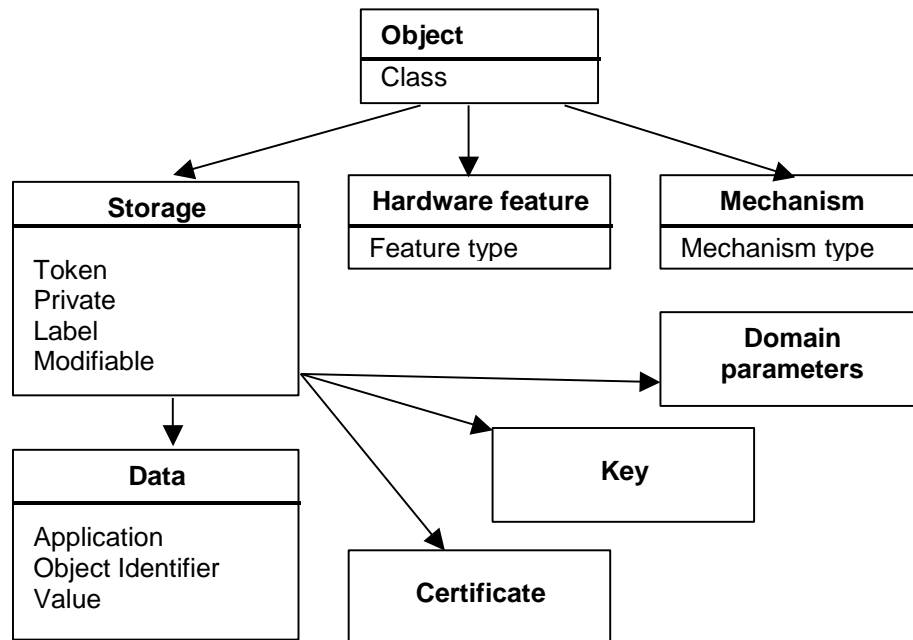 Object
Class
Storage
Token
Private
Label
Modifiable
Hardware feature
Feature type
Mechanism
Mechanism type
Domain
parameters
Key
Data
Application
Object Identifier
Value
Certificate